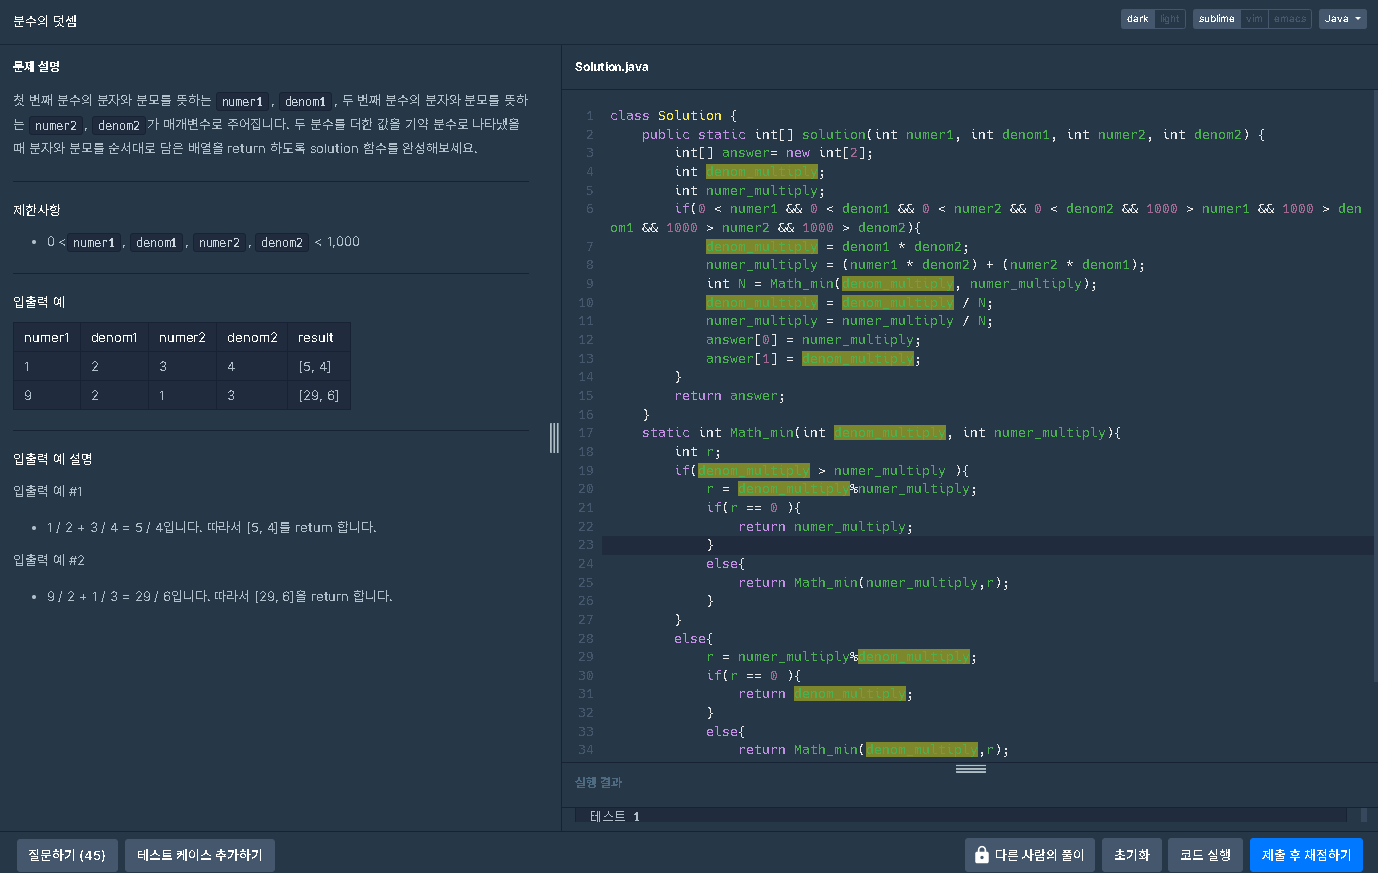 분수의 덧셈
dark light sublime vim emacs Java
문제 설명
첫 번째 분수의 분자와 분모를 뜻하는 numer1, denom1, 두 번째 분수의 분자와 분모를 뜻하
는 numer2, denom2가 매개변수로 주어집니다. 두 분수를 더한 값을 기약 분수로 나타냈을
때 분자와 분모를 순서대로 담은 배열을 return 하도록 solution 함수를 완성해보세요.
제한사항
• 0 < numer1, denom1, numer2, denom2 < 1,000
입출력 예
numer1 denom1 numer2 denom2 result
1 2 3 4 [5, 4]
9 2 1 3 [29, 6]
입출력 예 설명
입출력 예 #1
• 1 / 2 + 3 / 4 = 5 / 4입니다. 따라서 [5, 4]를 return 합니다.
입출력 예 #2
• 9 / 2 + 1 / 3 = 29 / 6입니다. 따라서 [29, 6]을 return 합니다.
Solution.java
1 class Solution {
2 public static int[] solution(int numer1, int denom1, int numer2, int denom2) {
3 int[] answer= new int[2];
4 int denom_multiply;
5 int numer_multiply;
6 if(0 < numer1 && 0 < denom1 && 0 < numer2 && 0 < denom2 && 1000 > numer1 && 1000 > den
om1 && 1000 > numer2 && 1000 > denom2){
7 denom_multiply = denom1 * denom2;
8 numer_multiply = (numer1 * denom2) + (numer2 * denom1);
9 int N = Math_min(denom_multiply, numer_multiply);
10 denom_multiply = denom_multiply / N;
11 numer_multiply = numer_multiply / N;
12 answer[0] = numer_multiply;
13 answer[1] = denom_multiply;
14 }
15 return answer;
16 }
17 static int Math_min(int denom_multiply, int numer_multiply){
18 int r;
19 if(denom_multiply > numer_multiply ){
20 r = denom_multiply%numer_multiply;
21 if(r == 0 ){
22 return numer_multiply;
23 }
24 else{
25 return Math_min(numer_multiply,r);
26 }
27 }
28 else{
29 r = numer_multiply%denom_multiply;
30 if(r == 0 ){
31 return denom_multiply;
32 }
33 else{
34 return Math_min(denom_multiply,r);
실행 결과
테스트 1
질문하기 (45) 테스트 케이스 추가하기 다른 사람의 풀이 초기화 코드 실행 제출 후 채점하기